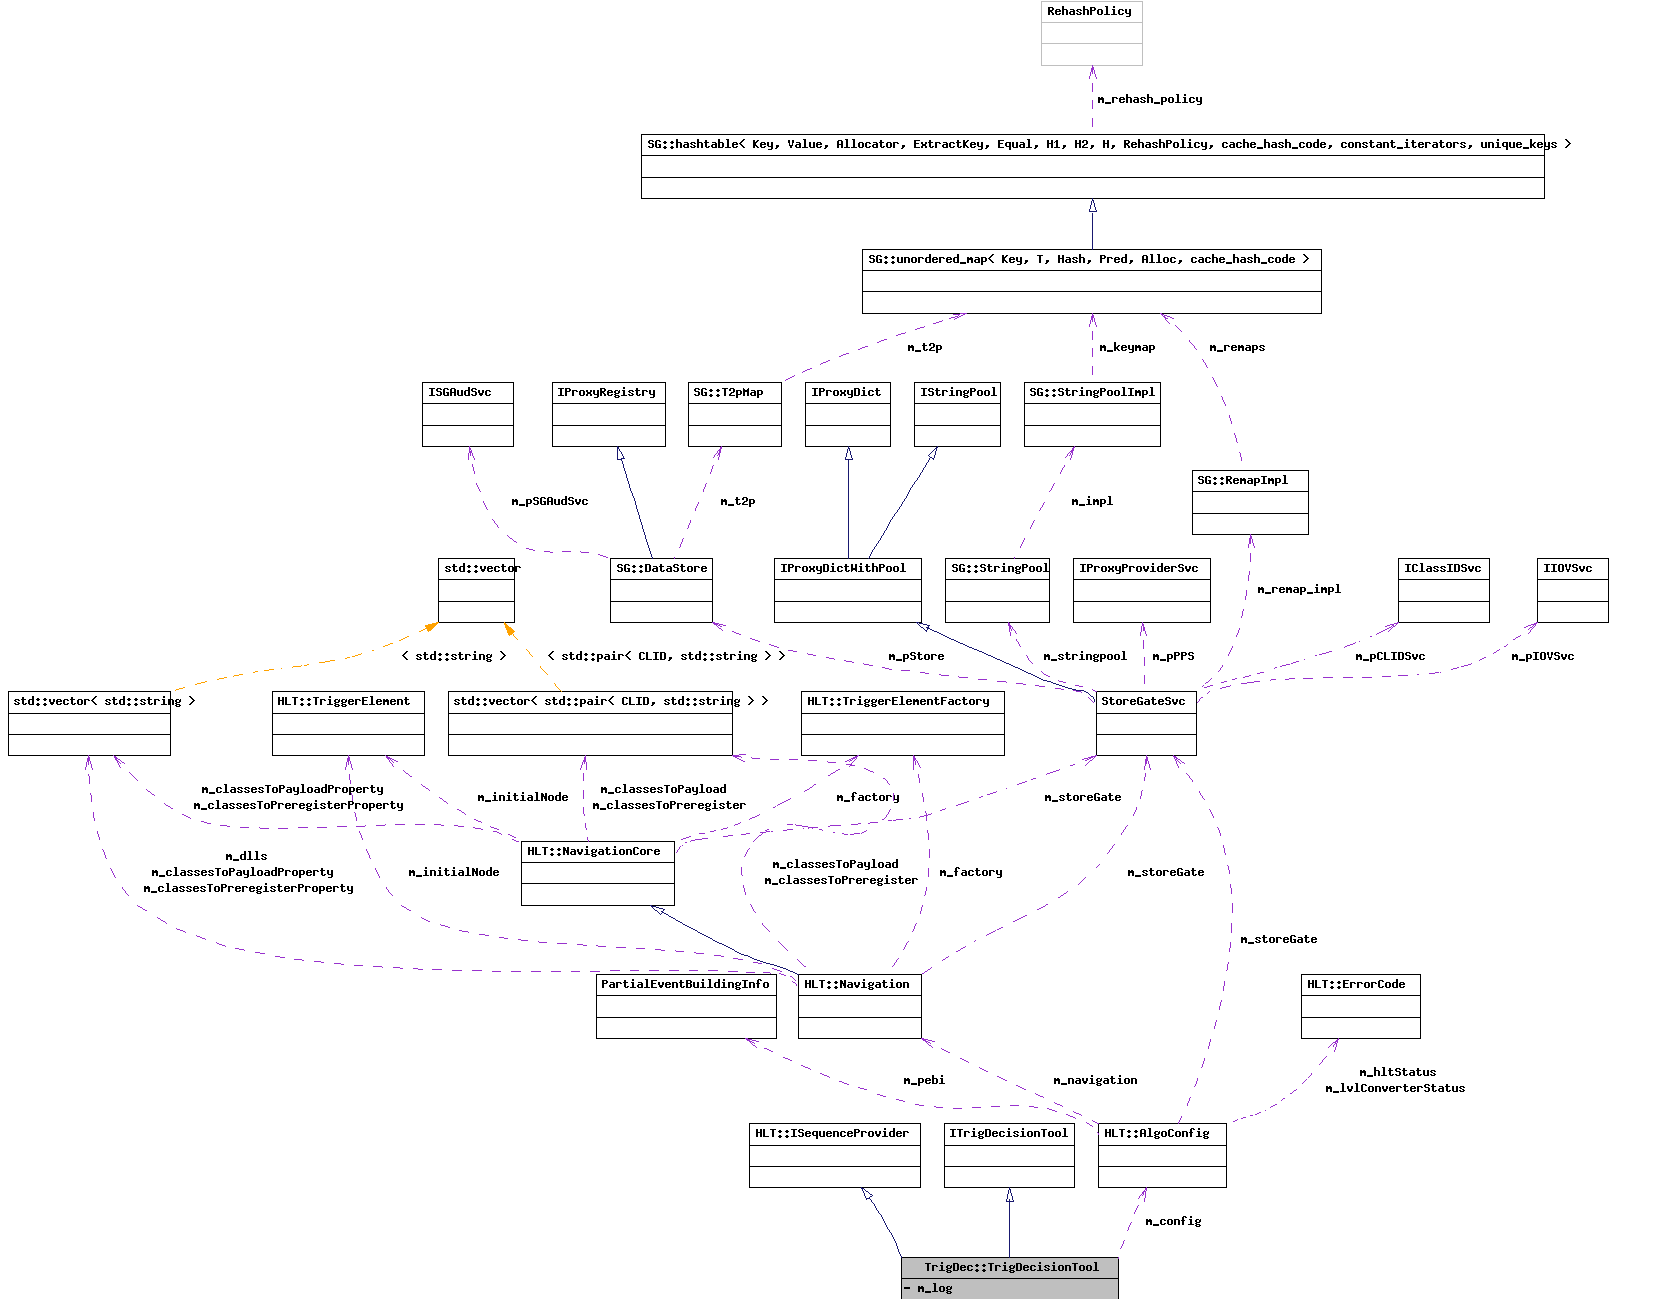 RehashPolicy
m_rehash_policy
SG::hashtable< Key, Value, Allocator, ExtractKey, Equal, H1, H2, H, RehashPolicy, cache_hash_code, constant_iterators, unique_keys >
SG::unordered_map< Key, T, Hash, Pred, Alloc, cache_hash_code >
m_t2p
m_keymap
m_remaps
ISGAudSvc
IProxyRegistry
SG::T2pMap
IProxyDict
IStringPool
SG::StringPoolImpl
SG::RemapImpl
m_pSGAudSvc
m_t2p
m_impl
std::vector
SG::DataStore
IProxyDictWithPool
SG::StringPool
IProxyProviderSvc
IClassIDSvc
IIOVSvc
m_remap_impl
< std::string >
< std::pair< CLID, std::string > >
m_pStore
m_stringpool
m_pPPS
m_pCLIDSvc
m_pIOVSvc
std::vector< std::string >
HLT::TriggerElement
std::vector< std::pair< CLID, std::string > >
HLT::TriggerElementFactory
StoreGateSvc
m_classesToPayloadProperty
m_classesToPreregisterProperty
m_initialNode
m_classesToPayload
m_classesToPreregister
m_factory
m_storeGate
HLT::NavigationCore
m_dlls
m_classesToPayloadProperty
m_classesToPreregisterProperty
m_initialNode
m_classesToPayload
m_classesToPreregister
m_factory
m_storeGate
m_storeGate
PartialEventBuildingInfo
HLT::Navigation
HLT::ErrorCode
m_pebi
m_navigation
m_hltStatus
m_lvlConverterStatus
HLT::ISequenceProvider
ITrigDecisionTool
HLT::AlgoConfig
m_config
TrigDec::TrigDecisionTool
- m_log